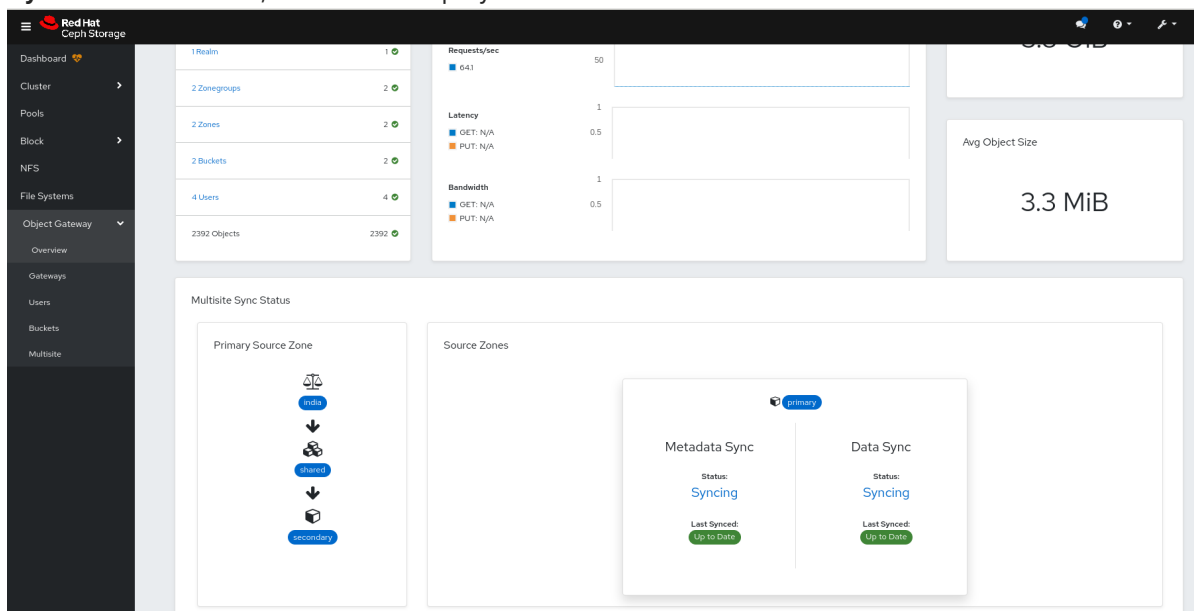 Red Hat
Ceph Storage
Dashboard
Cluster
Pools
Block
NFS
File Systems
Object Gateway
Overview
Gateways
Users
Buckets
Multisite
1 Realm 1
2 Zonegroups 2
2 Zones 2
2 Buckets 2
4 Users 4
2392 Objects 2392
Requests/sec
64.1
50
Latency
GET: N/A
PUT: N/A
1
0.5
Bandwidth
GET: N/A
PUT: N/A
1
0.5
Avg Object Size
3.3 MiB
Multisite Sync Status
Primary Source Zone
india
shared
secondary
Source Zones
primary
Metadata Sync
Status:
Syncing
Last Synced:
Up to Date
Data Sync
Status:
Syncing
Last Synced:
Up to Date